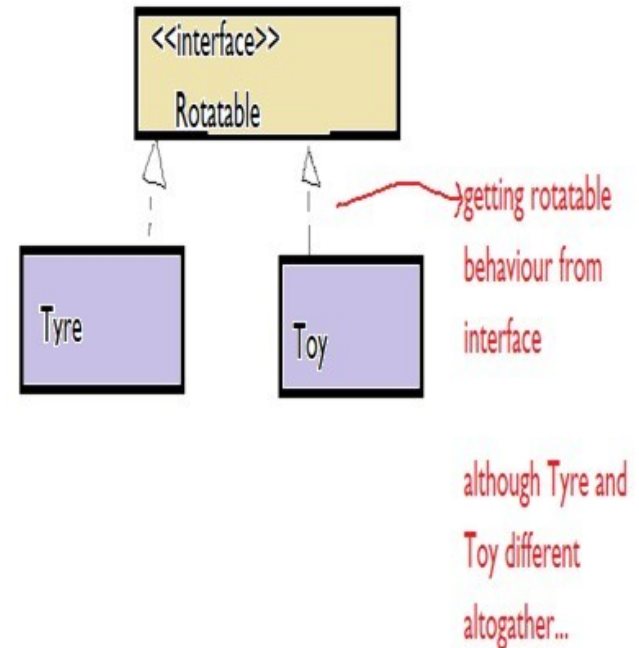 <<interface>>
Rotatable
getting rotatable
behaviour from
interface
Tyre
Toy
although Tyre and
Toy different
altogather...